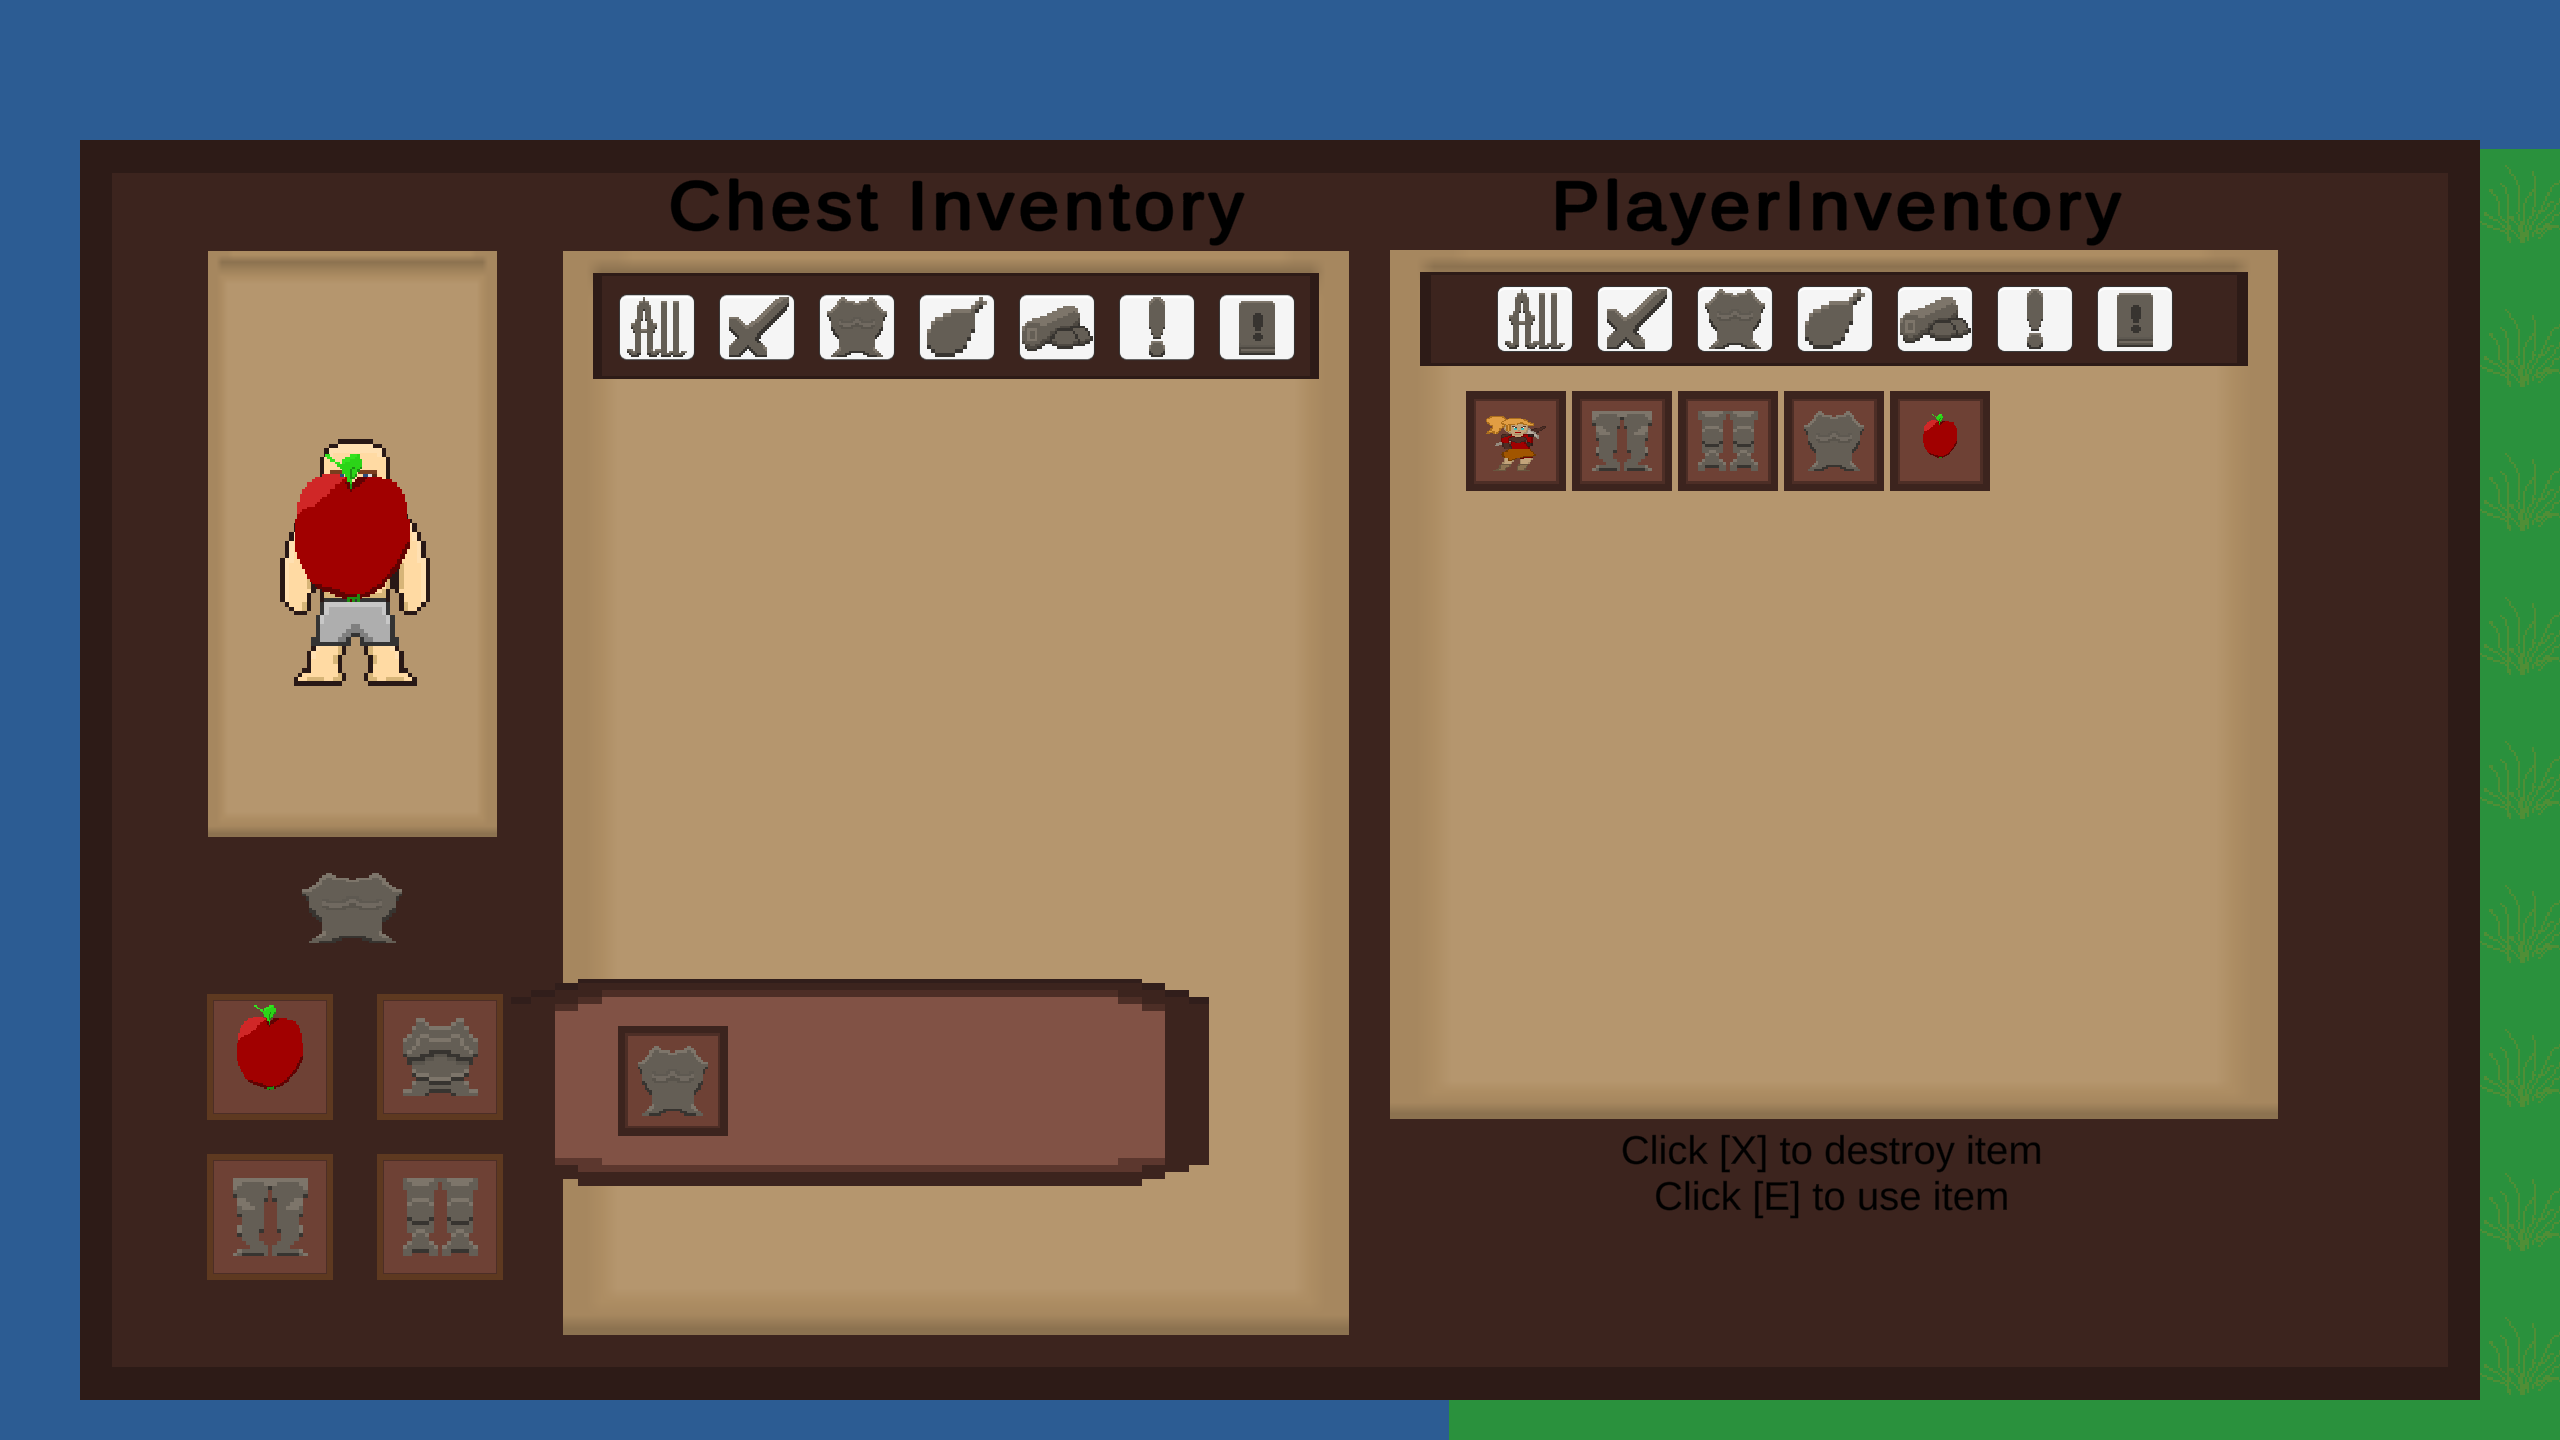 Chest Inventory
PlayerInventory
All
All
Click [X] to destroy item
Click [E] to use item